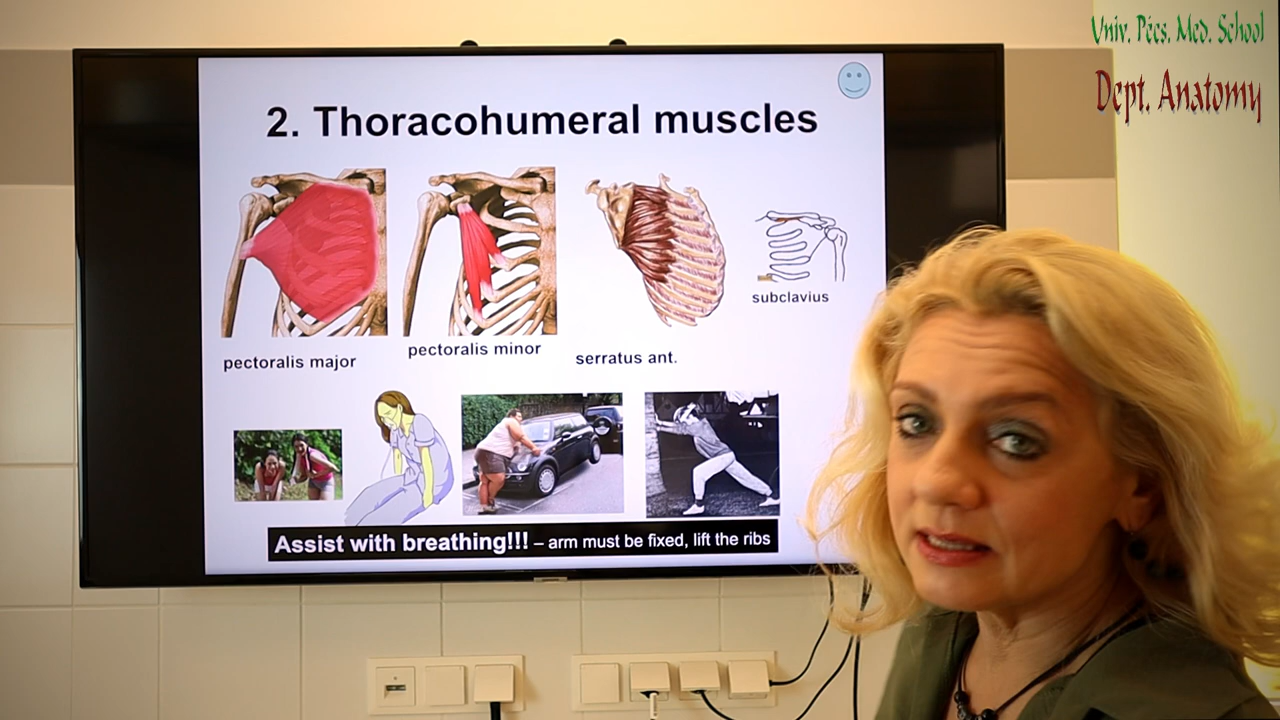 Univ. Pécs. Med. School
Dept. Anatomy
2. Thoracohumeral muscles
pectoralis major
pectoralis minor
serratus ant.
subclavius
Assist with breathing!!! – arm must be fixed, lift the ribs